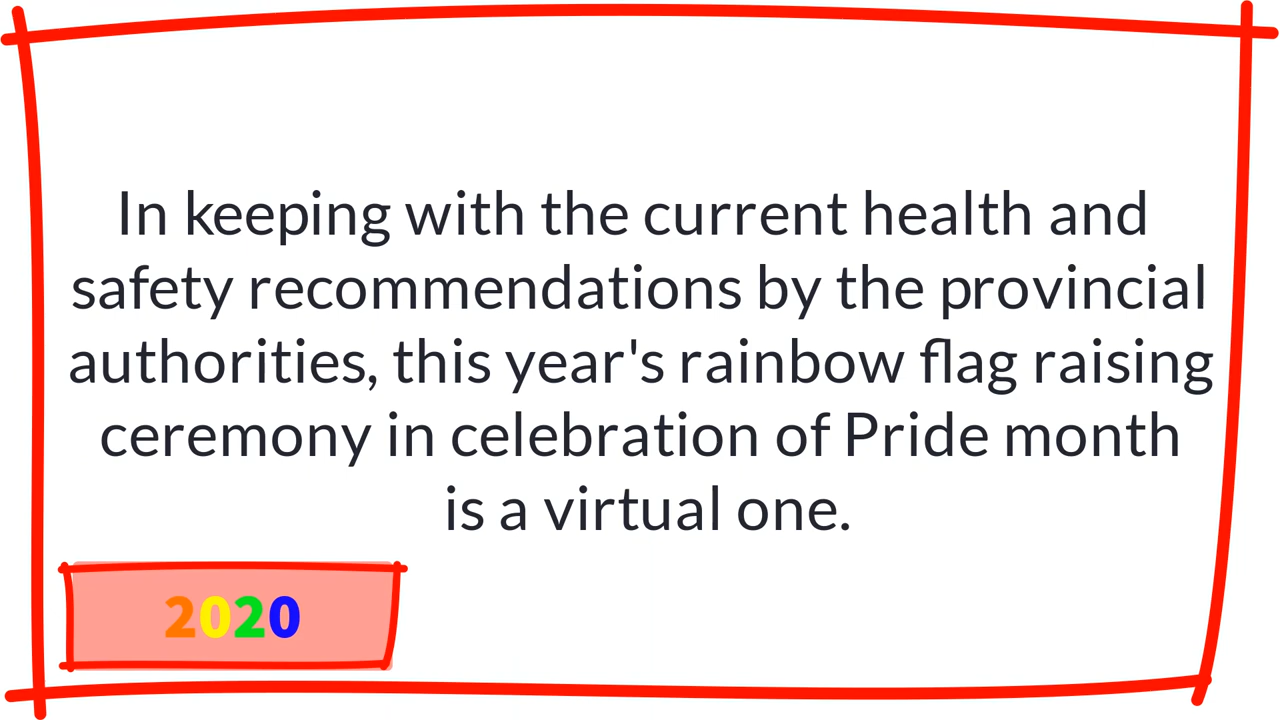 In keeping with the current health and
safety recommendations by the provincial
authorities, this year's rainbow flag raising
ceremony in celebration of Pride month
is a virtual one.
2020